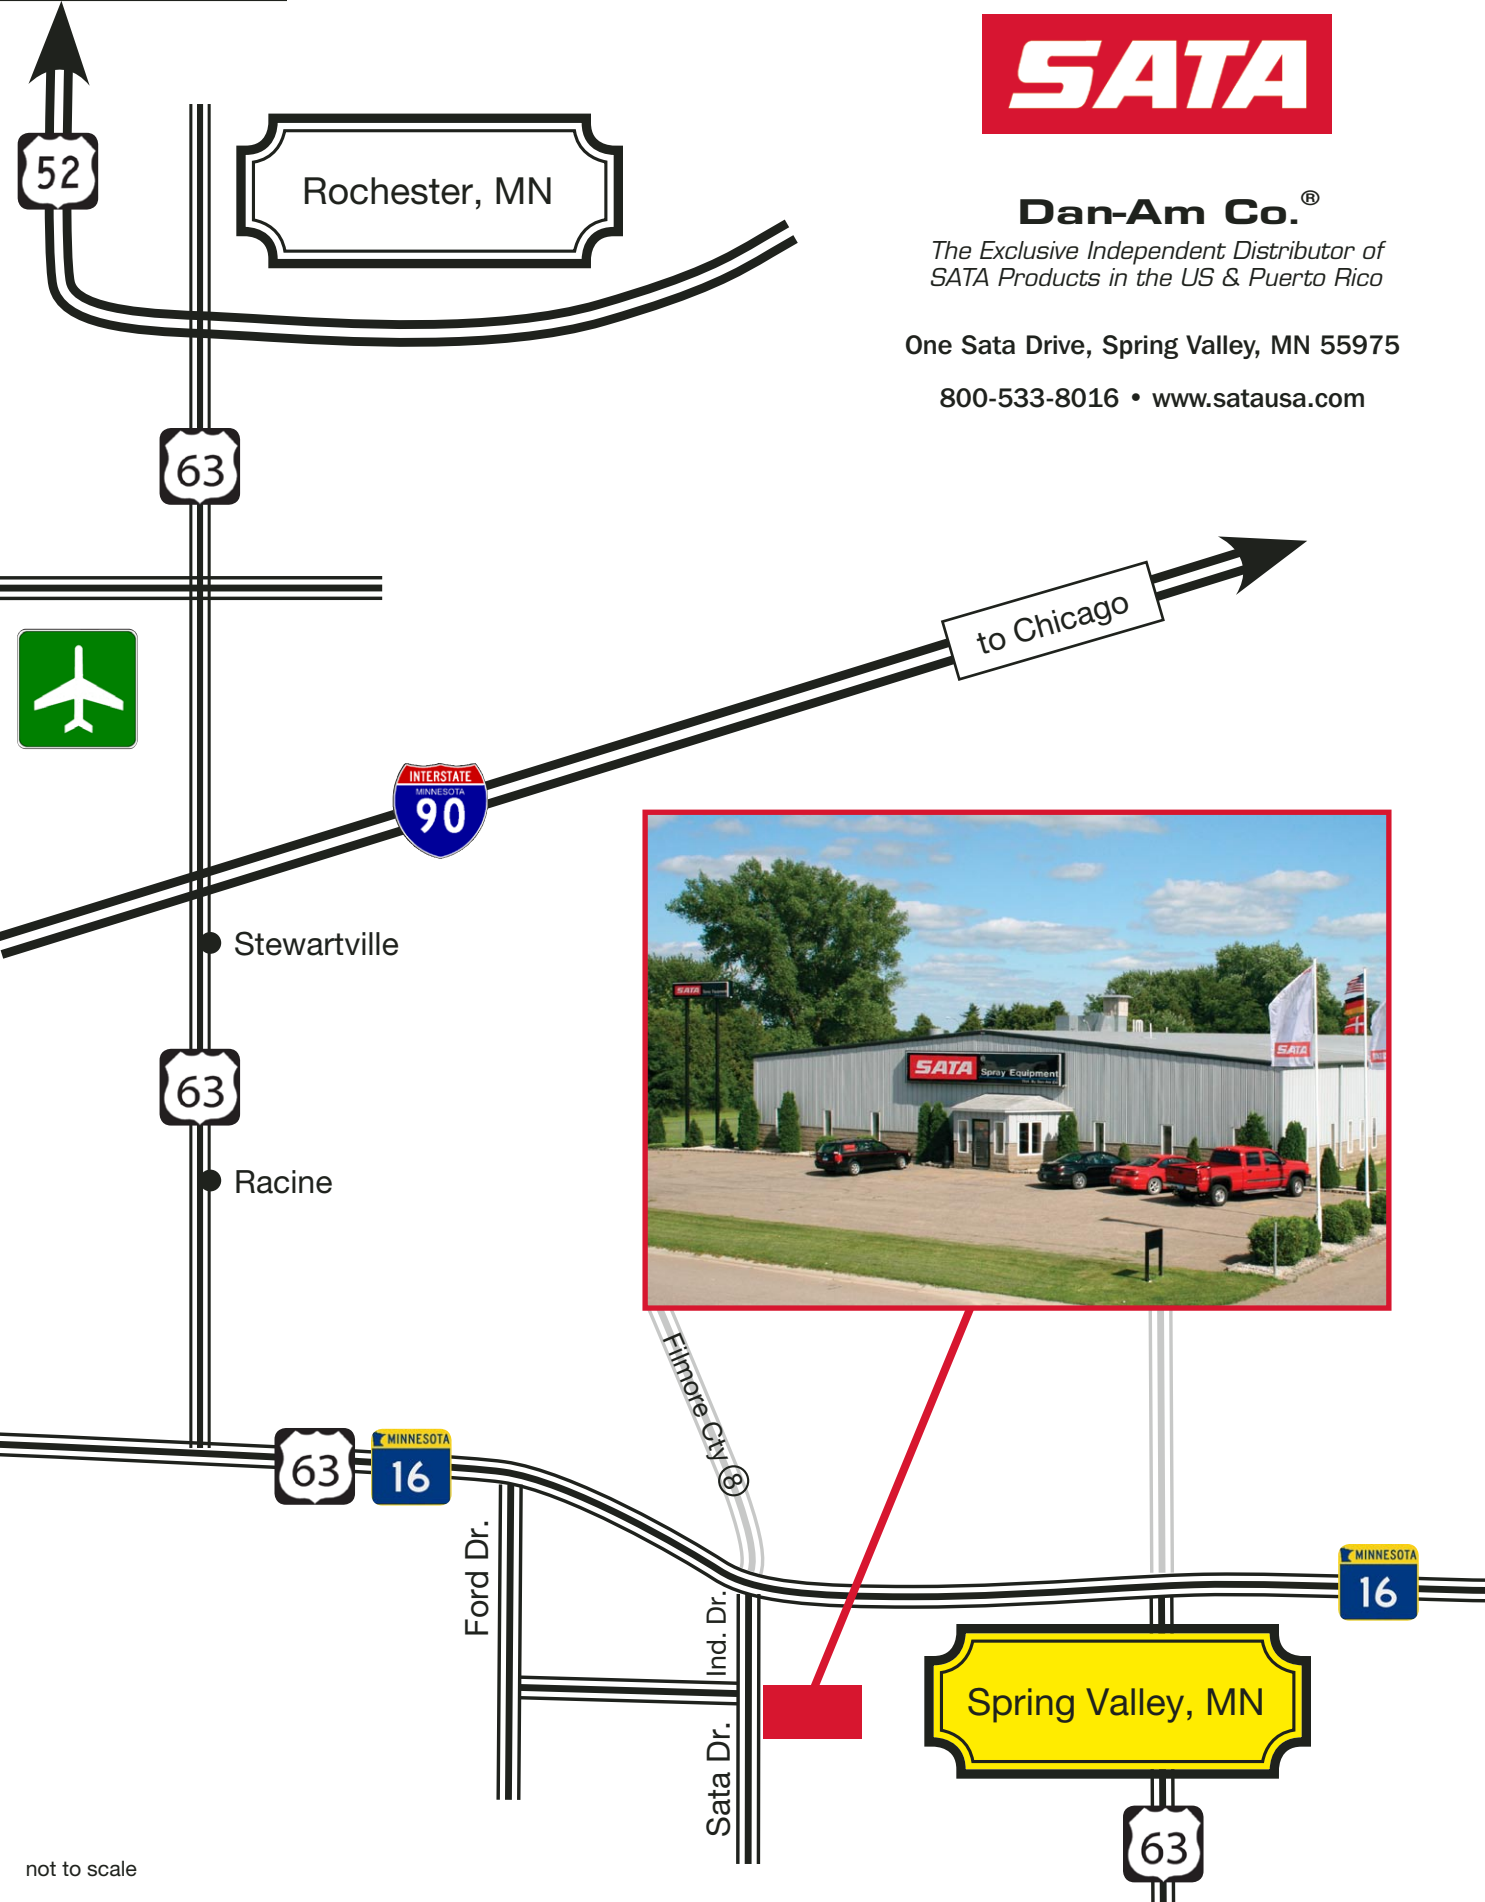 SATA
52
Rochester, MN
Dan-Am Co.®
The Exclusive Independent Distributor of
SATA Products in the US & Puerto Rico
One Sata Drive, Spring Valley, MN 55975
800-533-8016 • www.satausa.com
63
to Chicago
INTERSTATE
MINNESOTA
90
Stewartville
SATA
SATA
Spray Equipment
SATA
63
Racine
Filmore Cty 8
63
MINNESOTA
16
Ford Dr.
Ind. Dr.
MINNESOTA
16
Spring Valley, MN
Sata Dr.
63
not to scale